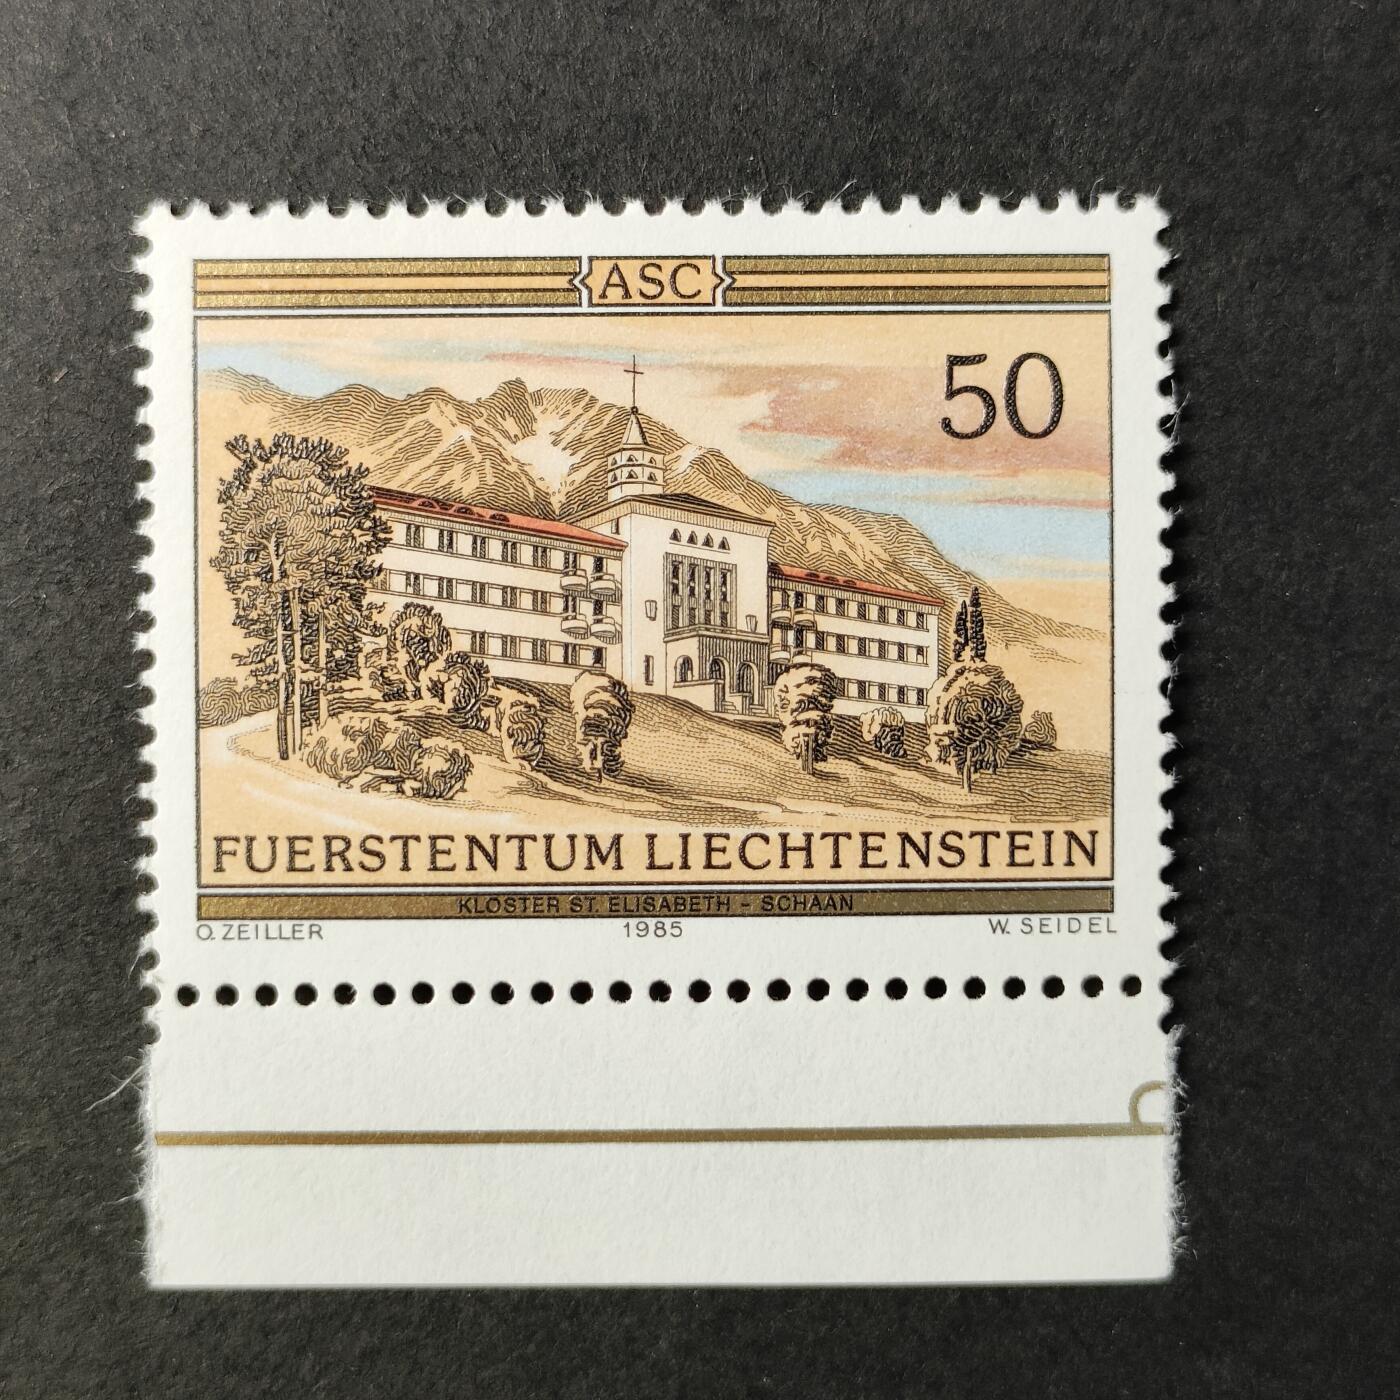 ASC
50
FUERSTENTUM LIECHTENSTEIN
KLOSTER ST. ELISABETH - SCHAAN
O. ZEILLER 1985 W. SEIDEL